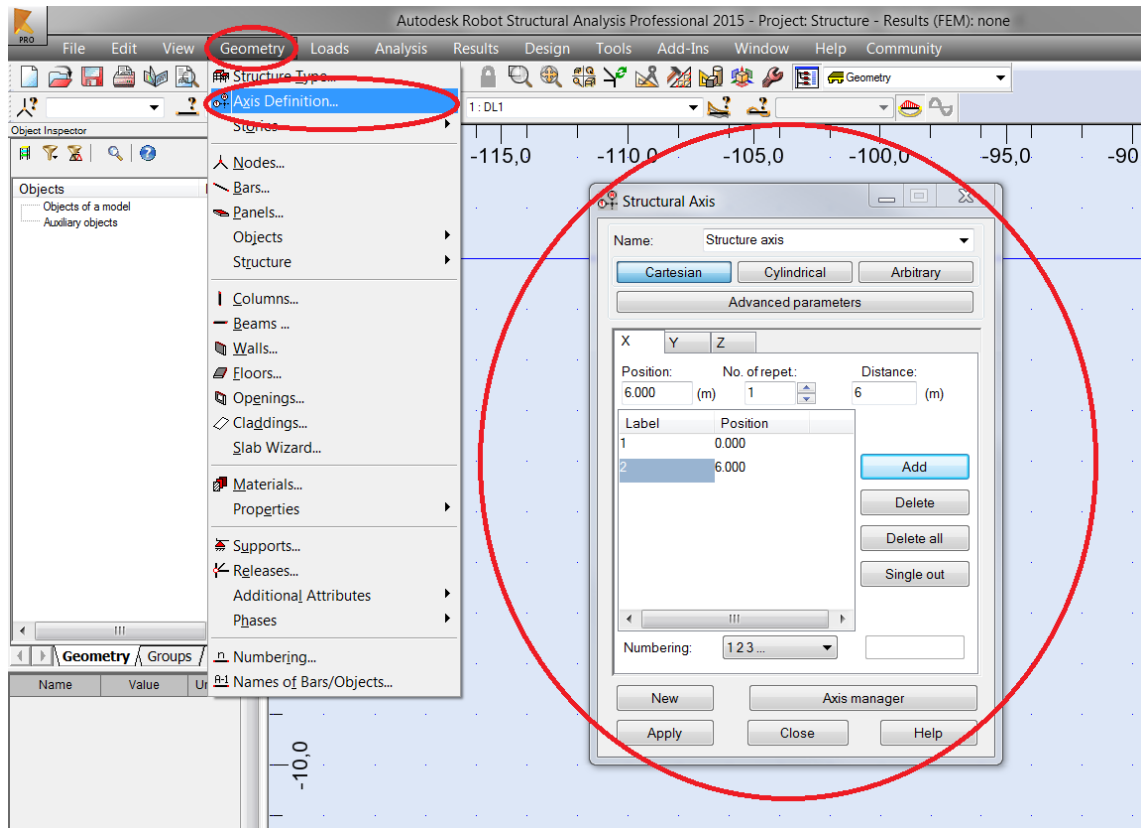 Autodesk Robot Structural Analysis Professional 2015 - Project: Structure - Results (FEM): none
PRO
File Edit View Geometry Loads Analysis Results Design Tools Add-Ins Window Help Community
Structure Type...
Geometry
Axis Definition...
1 : DL1
Stories
Object Inspector
Nodes...
Bars...
Panels...
Objects
Structure
Columns...
Beams ...
Walls...
Floors...
Openings...
Claddings...
Slab Wizard...
Materials...
Properties
Supports...
Releases...
Additional Attributes
Phases
Numbering...
Names of Bars/Objects...
Objects
Objects of a model
Auxiliary objects
Geometry Groups
Name Value
-115,0 -110,0 -105,0 -100,0 -95,0 -90
-10,0
Structural Axis
Name: Structure axis
Cartesian Cylindrical Arbitrary
Advanced parameters
X Y Z
Position: No. of repet.: Distance:
6.000 (m) 1 6 (m)
Label Position
1 0.000
2 6.000
Add
Delete
Delete all
Single out
Numbering: 1 2 3 ...
New Axis manager
Apply Close Help